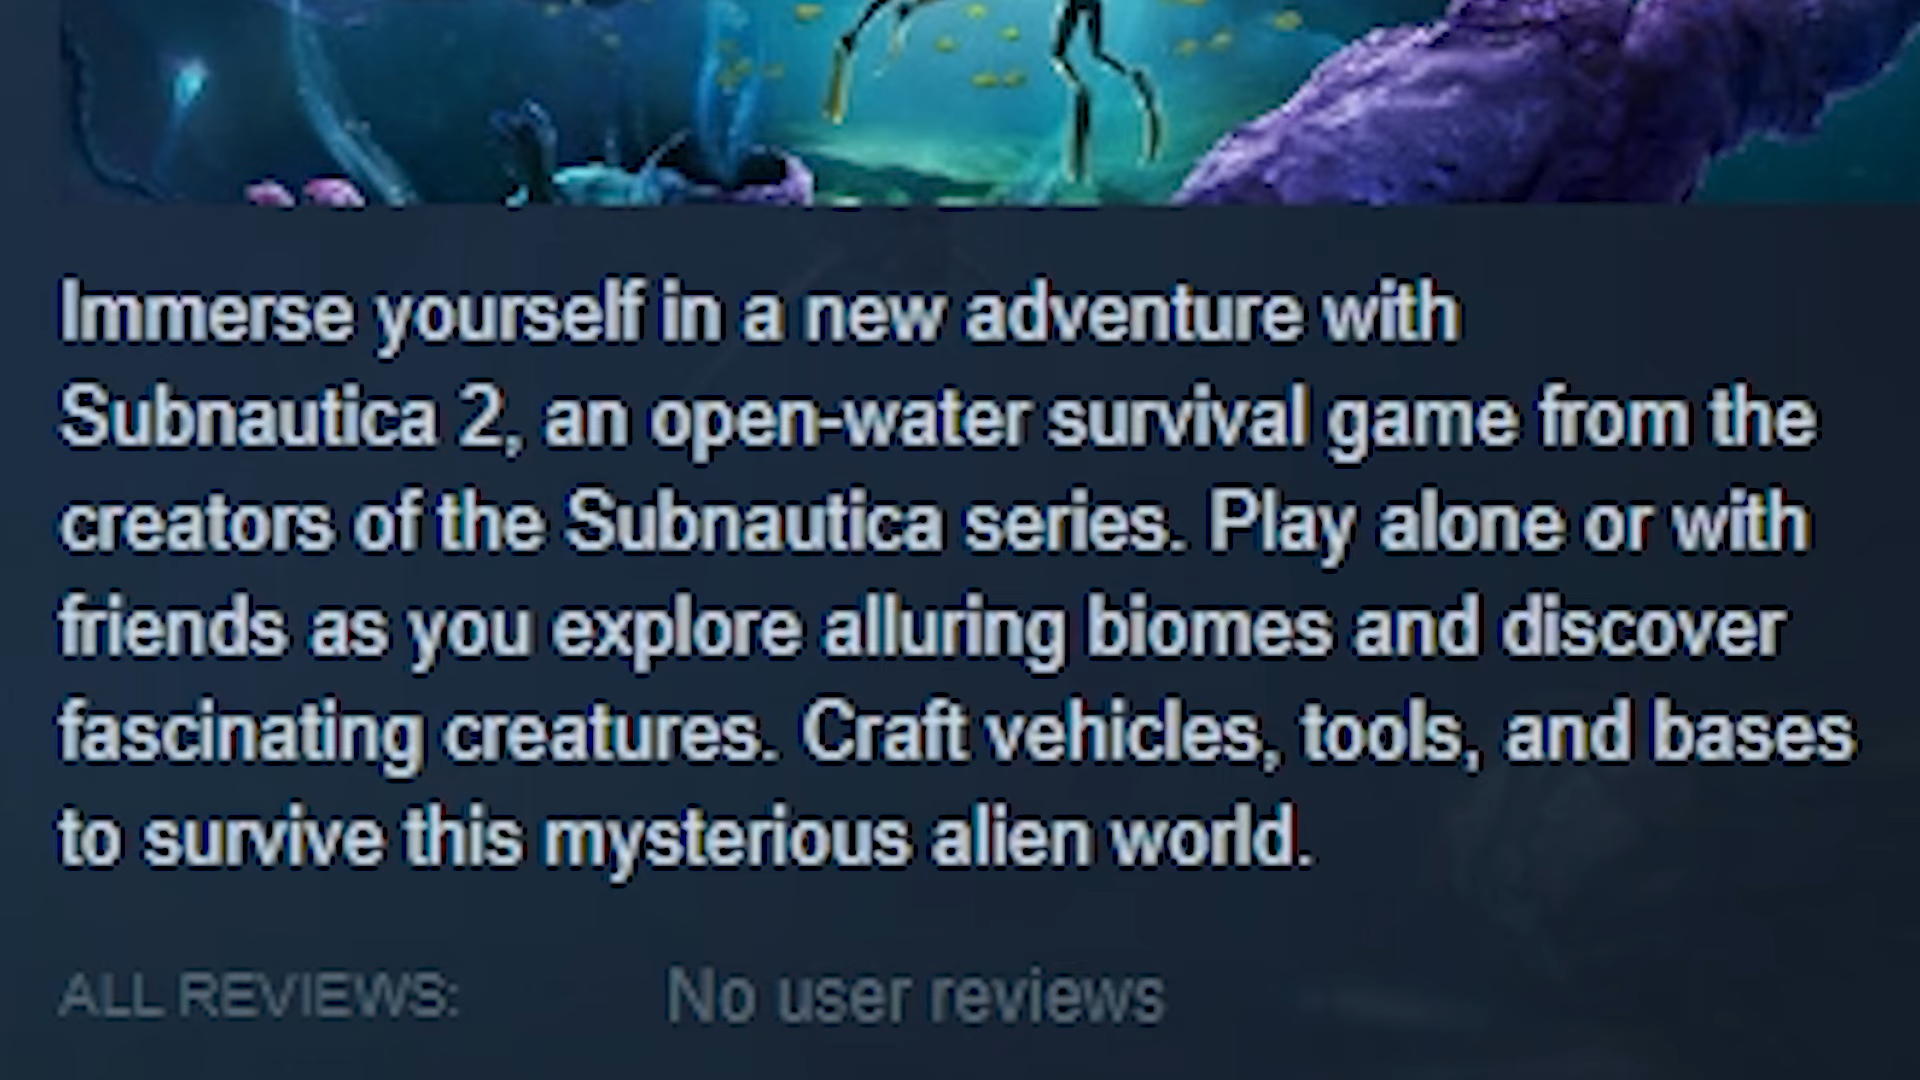 Immerse yourself in a new adventure with
Subnautica 2, an open-water survival game from the
creators of the Subnautica series. Play alone or with
friends as you explore alluring biomes and discover
fascinating creatures. Craft vehicles, tools, and bases
to survive this mysterious alien world.
ALL REVIEWS: No user reviews